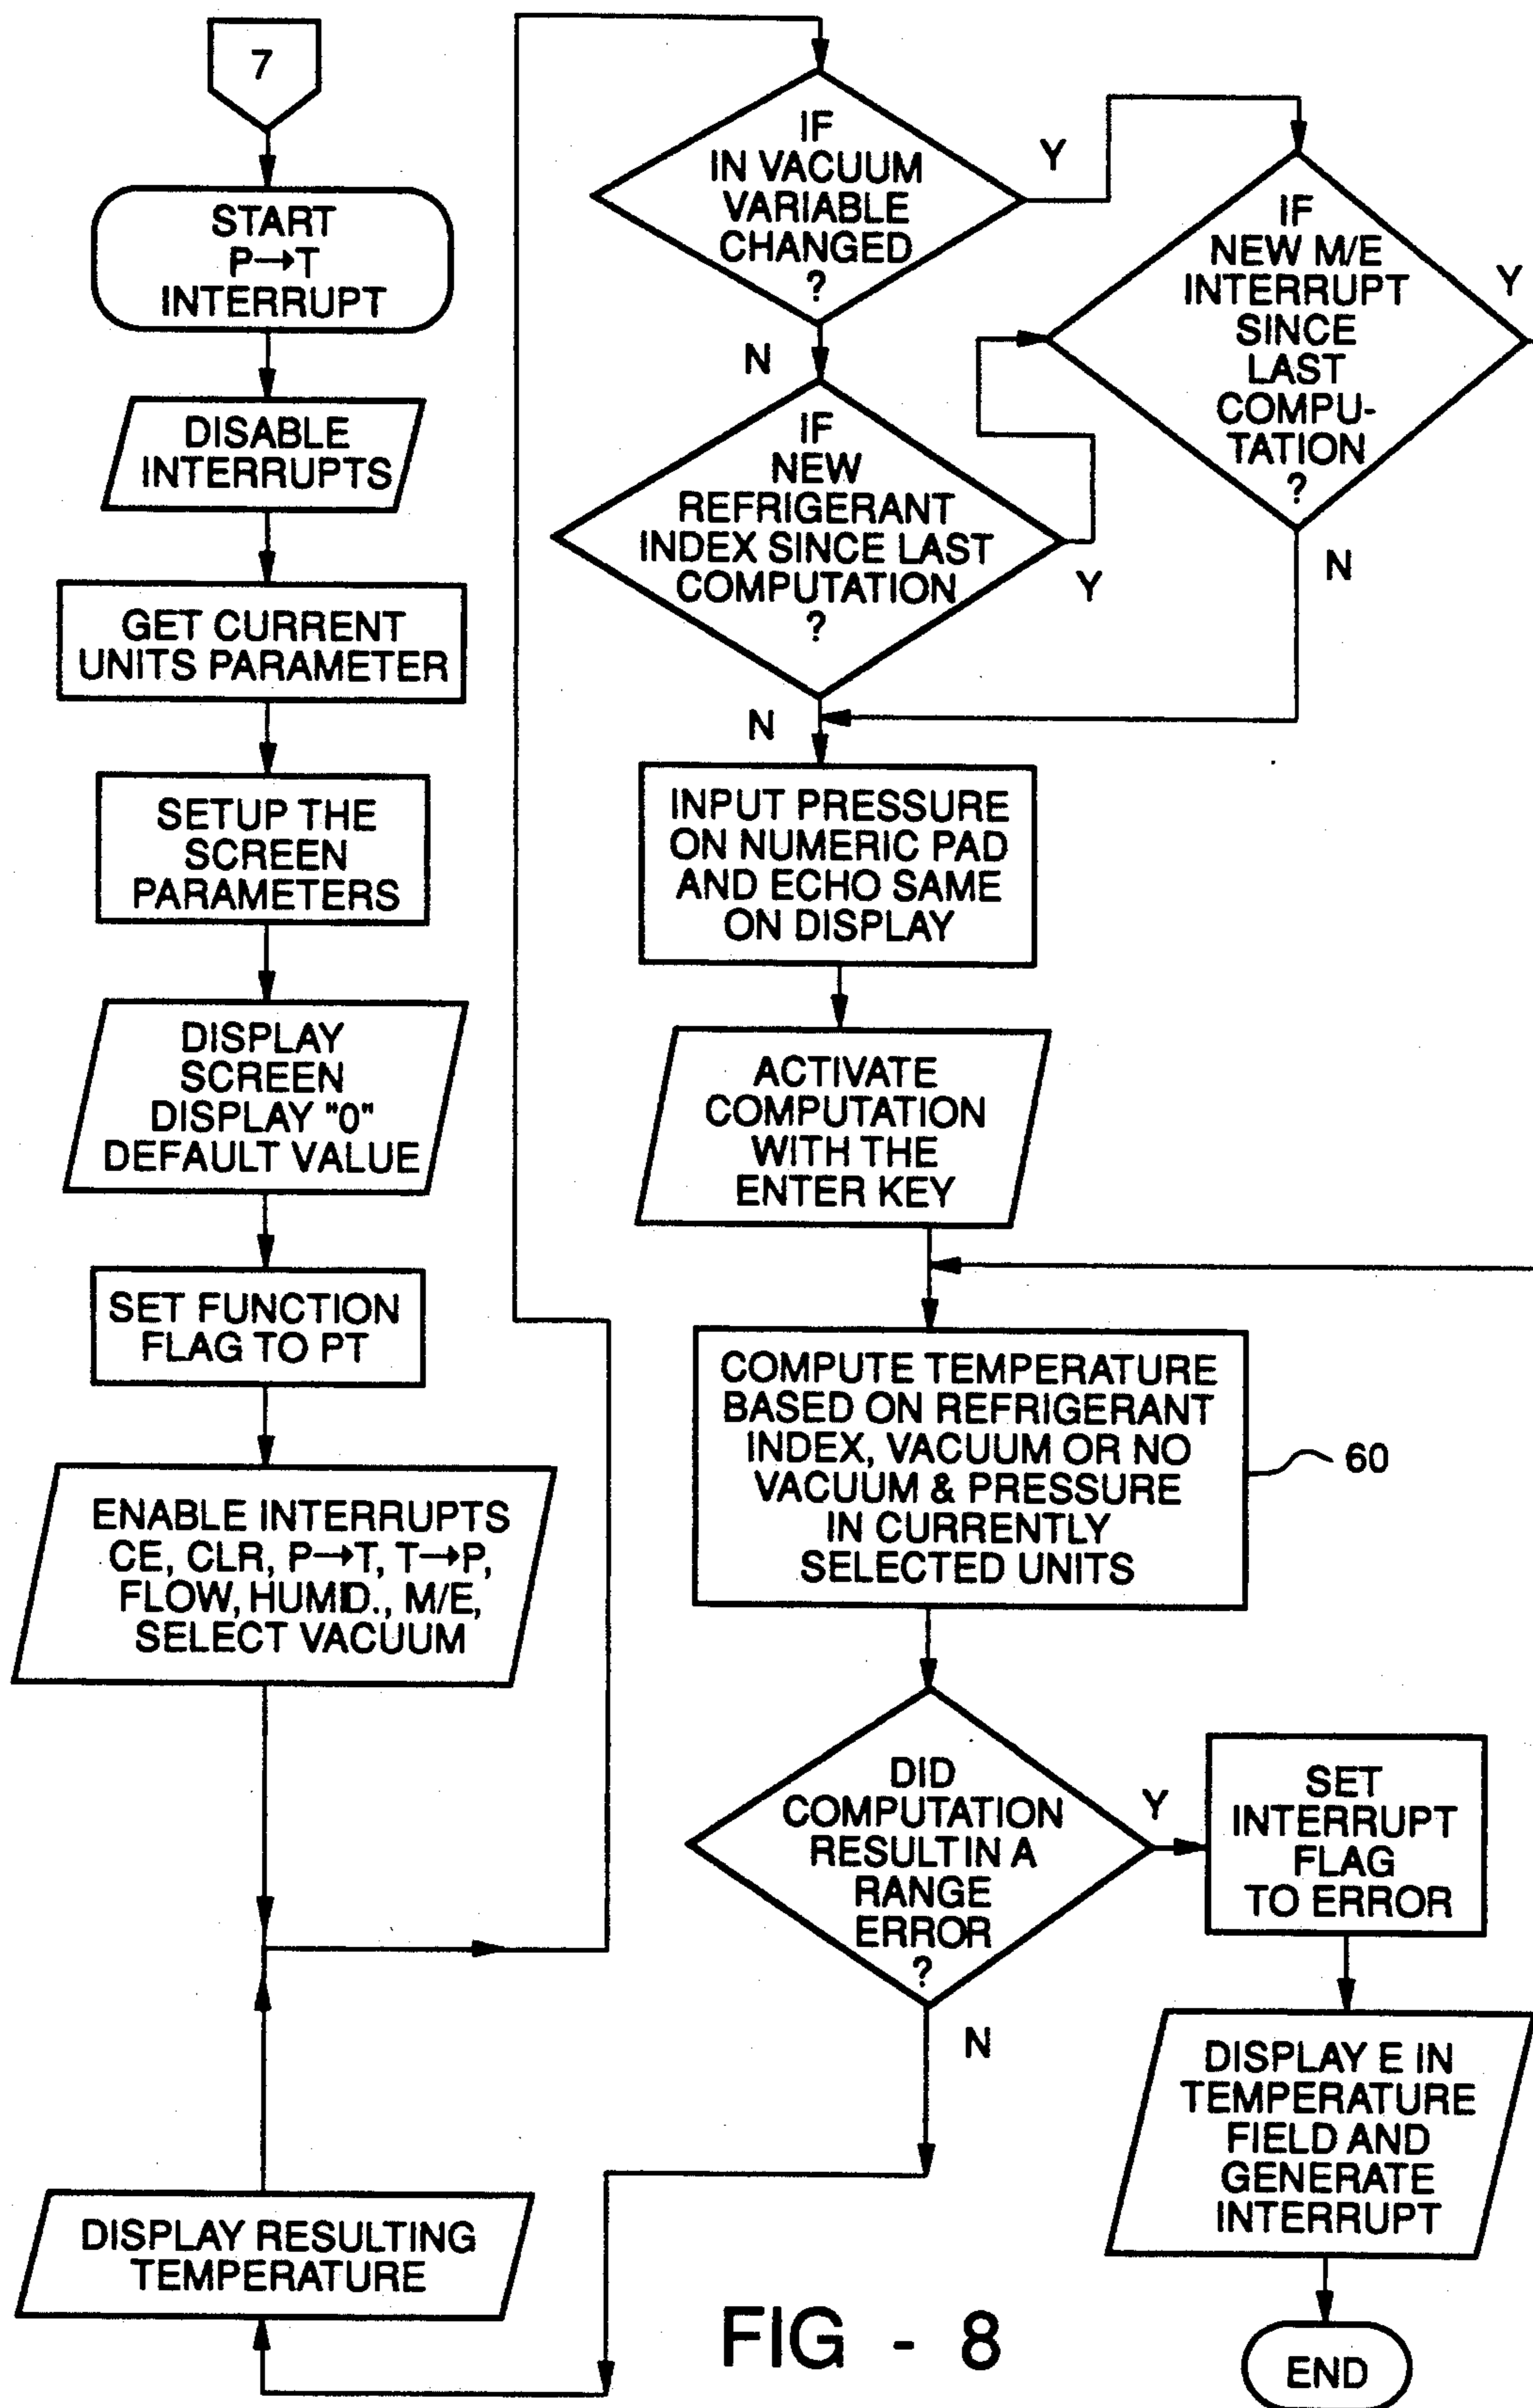 7
START
P→T
INTERRUPT
DISABLE
INTERRUPTS
GET CURRENT
UNITS PARAMETER
SETUP THE
SCREEN
PARAMETERS
DISPLAY
SCREEN
DISPLAY "0"
DEFAULT VALUE
SET FUNCTION
FLAG TO PT
ENABLE INTERRUPTS
CE, CLR, P→T, T→P,
FLOW, HUMID., M/E,
SELECT VACUUM
DISPLAY RESULTING
TEMPERATURE
IF
IN VACUUM
VARIABLE
CHANGED
?
Y
N
IF
NEW M/E
INTERRUPT
SINCE
LAST
COMPU-
TATION
?
Y
N
IF
NEW
REFRIGERANT
INDEX SINCE LAST
COMPUTATION
?
Y
N
INPUT PRESSURE
ON NUMERIC PAD
AND ECHO SAME
ON DISPLAY
ACTIVATE
COMPUTATION
WITH THE
ENTER KEY
COMPUTE TEMPERATURE
BASED ON REFRIGERANT
INDEX, VACUUM OR NO
VACUUM & PRESSURE
IN CURRENTLY
SELECTED UNITS
60
DID
COMPUTATION
RESULTIN A
RANGE
ERROR
?
Y
N
SET
INTERRUPT
FLAG
TO ERROR
DISPLAY E IN
TEMPERATURE
FIELD AND
GENERATE
INTERRUPT
END
FIG - 8